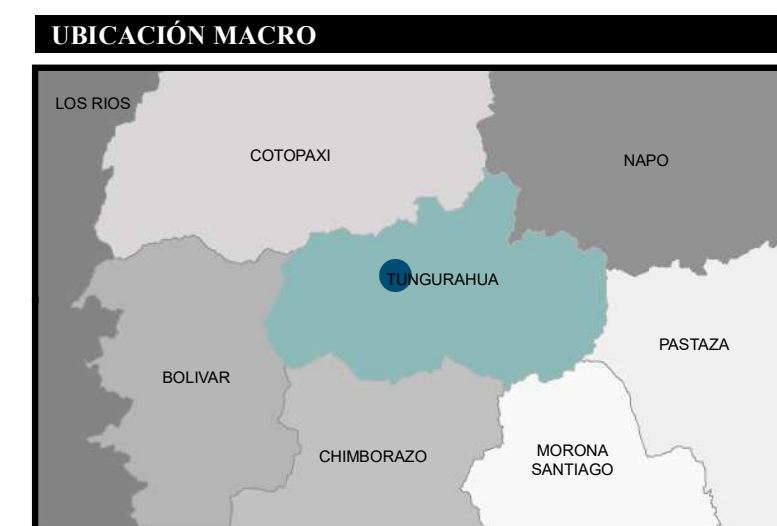 UBICACIÓN MACRO
LOS RIOS
COTOPAXI
NAPO
TUNGURAHUA
PASTAZA
BOLIVAR
CHIMBORAZO
MORONA
SANTIAGO